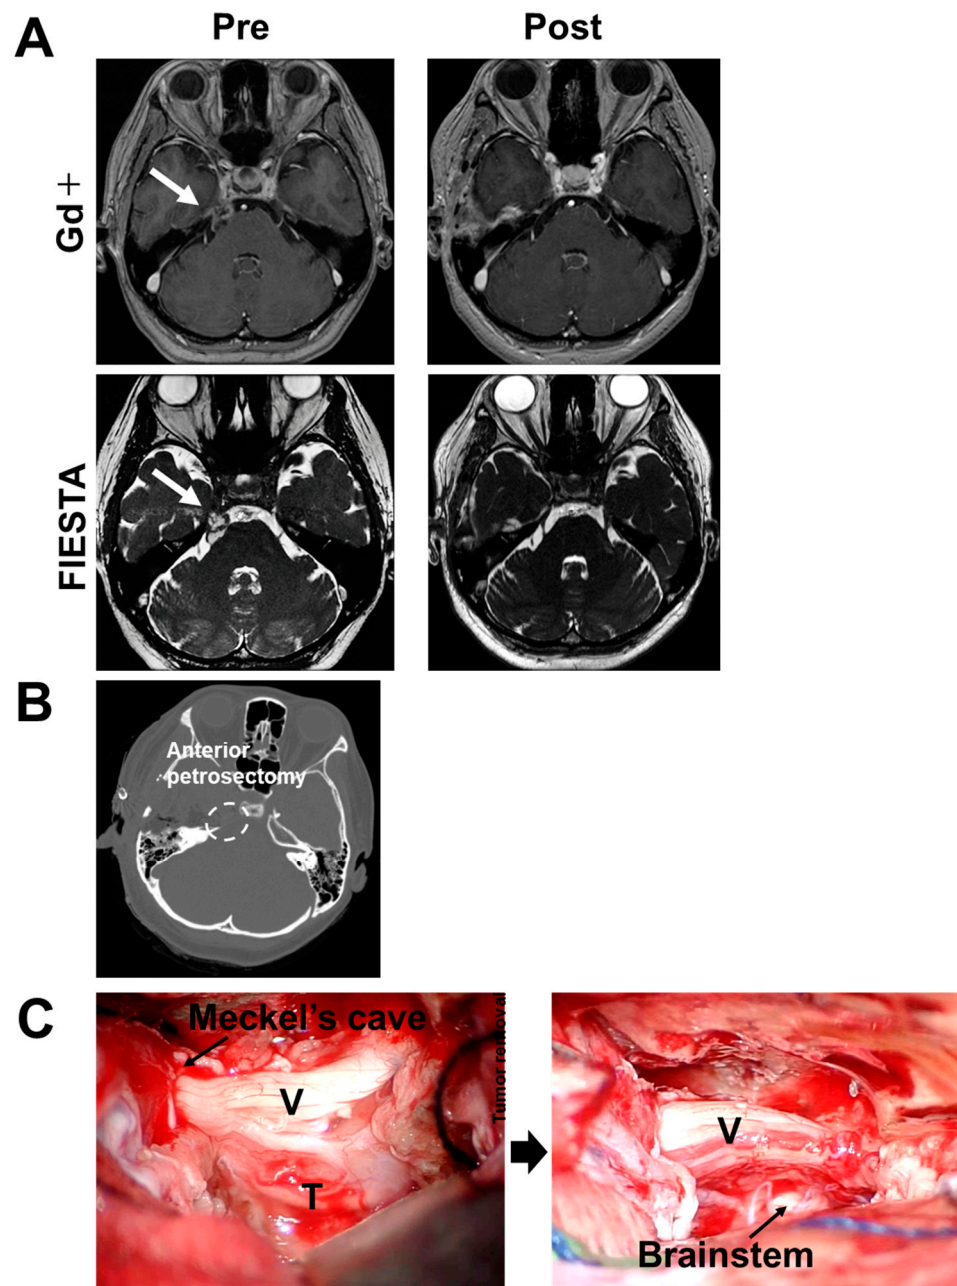 A
Pre
Post
Gd +
FIESTA
B
Anterior
petrosectomy
C
Meckel's cave
V
T
Tumor removal
V
Brainstem